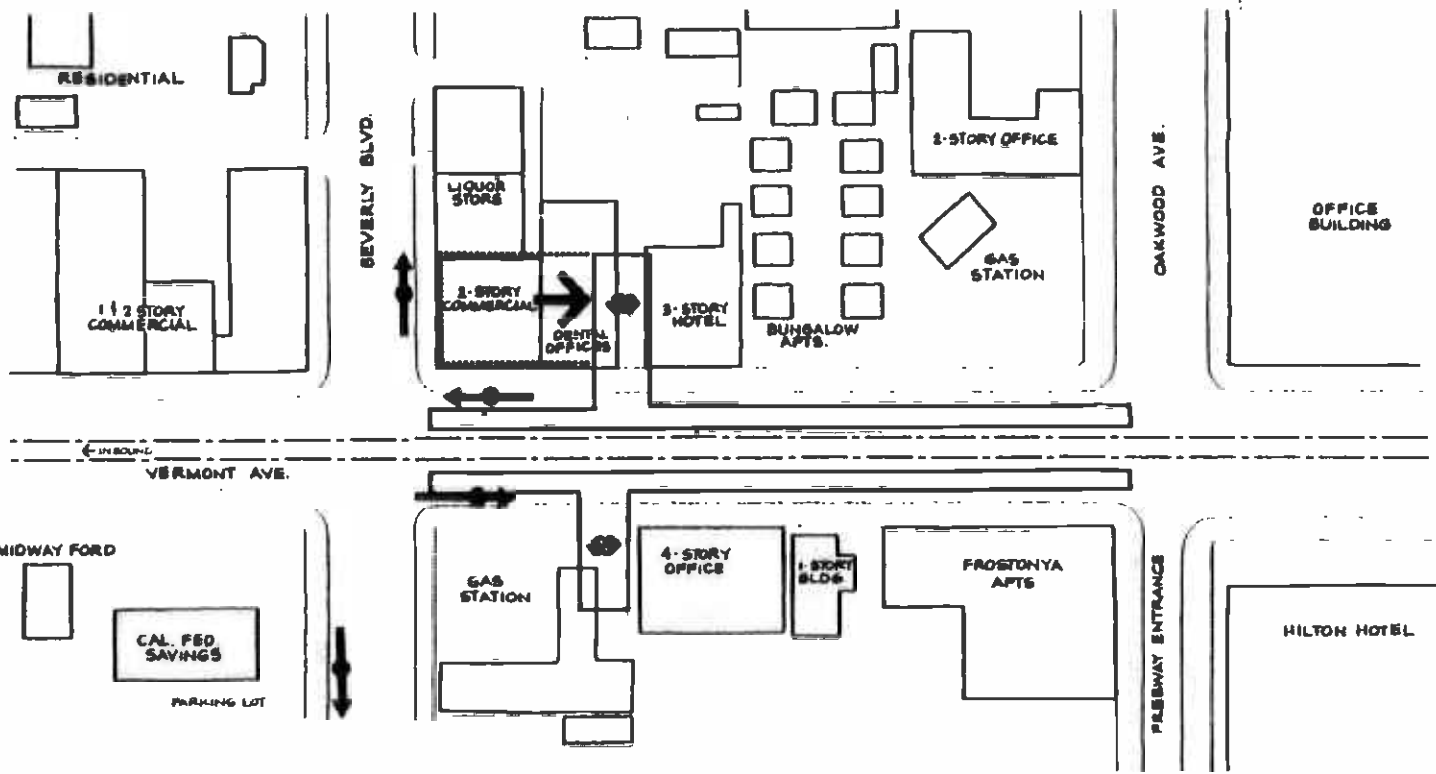 RESIDENTIAL
BEVERLY BLVD.
LIQUOR
STORE
2-STORY OFFICE
OAKWOOD AVE.
OFFICE
BUILDING
GAS
STATION
1 & 2 STORY
COMMERCIAL
2-STORY
COMMERCIAL
DENTAL
OFFICES
3-STORY
HOTEL
BUNGALOW
APTS.
← INBOUND
VERMONT AVE.
MIDWAY FORD
CAL. FED.
SAVINGS
PARKING LOT
GAS
STATION
4-STORY
OFFICE
1-STORY
BLDG
FROSTONYA
APTS
FREEWAY ENTRANCE
HILTON HOTEL